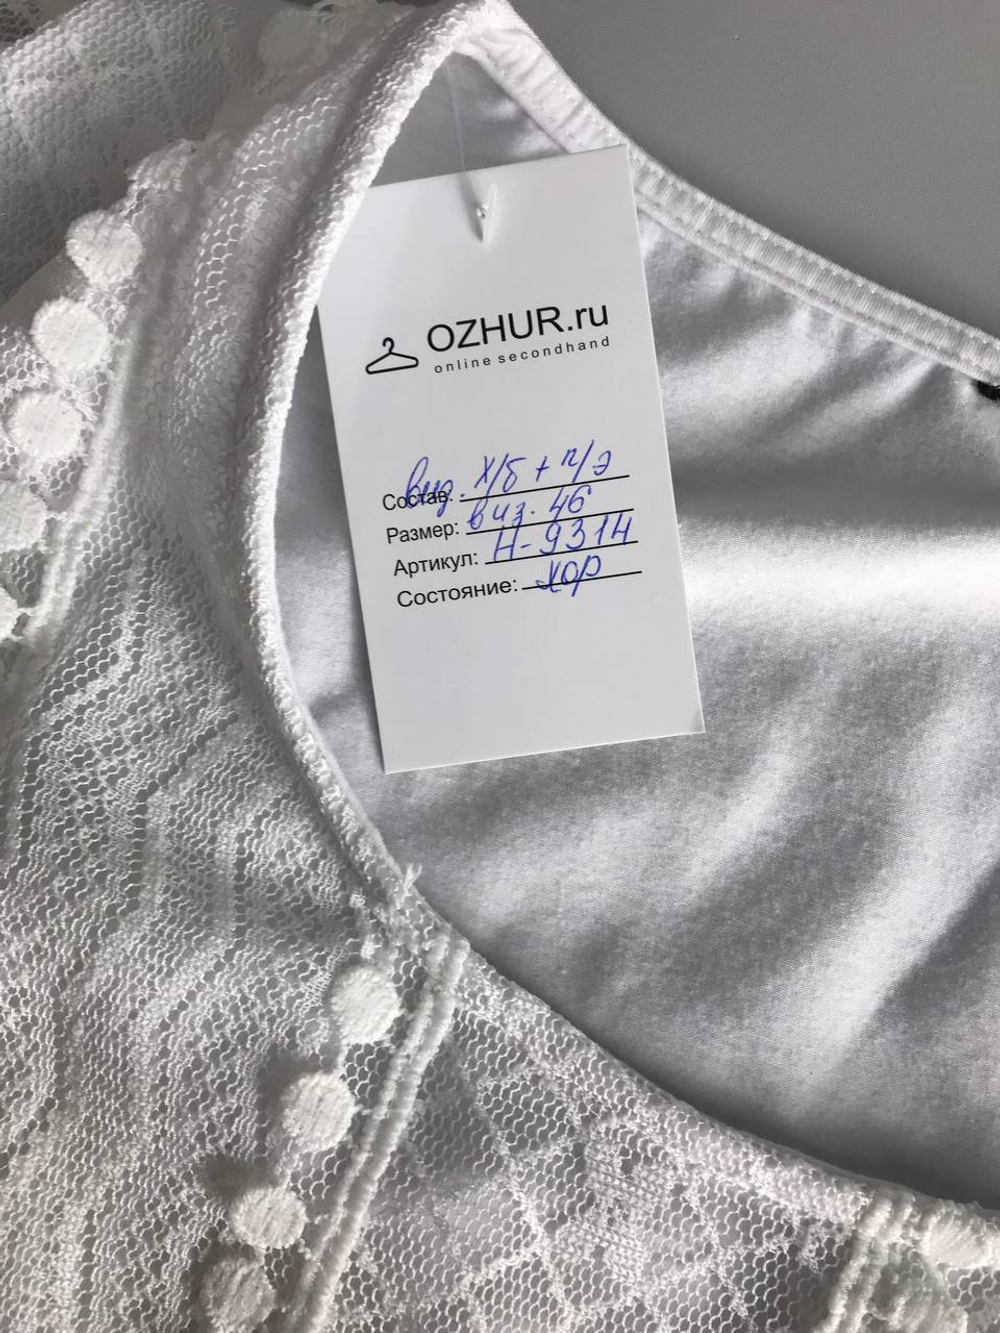 OZHUR.ru
online secondhand
Состав: виз. х/б + п/э
Размер: виз. 46
Артикул: Н-9314
Состояние: хор